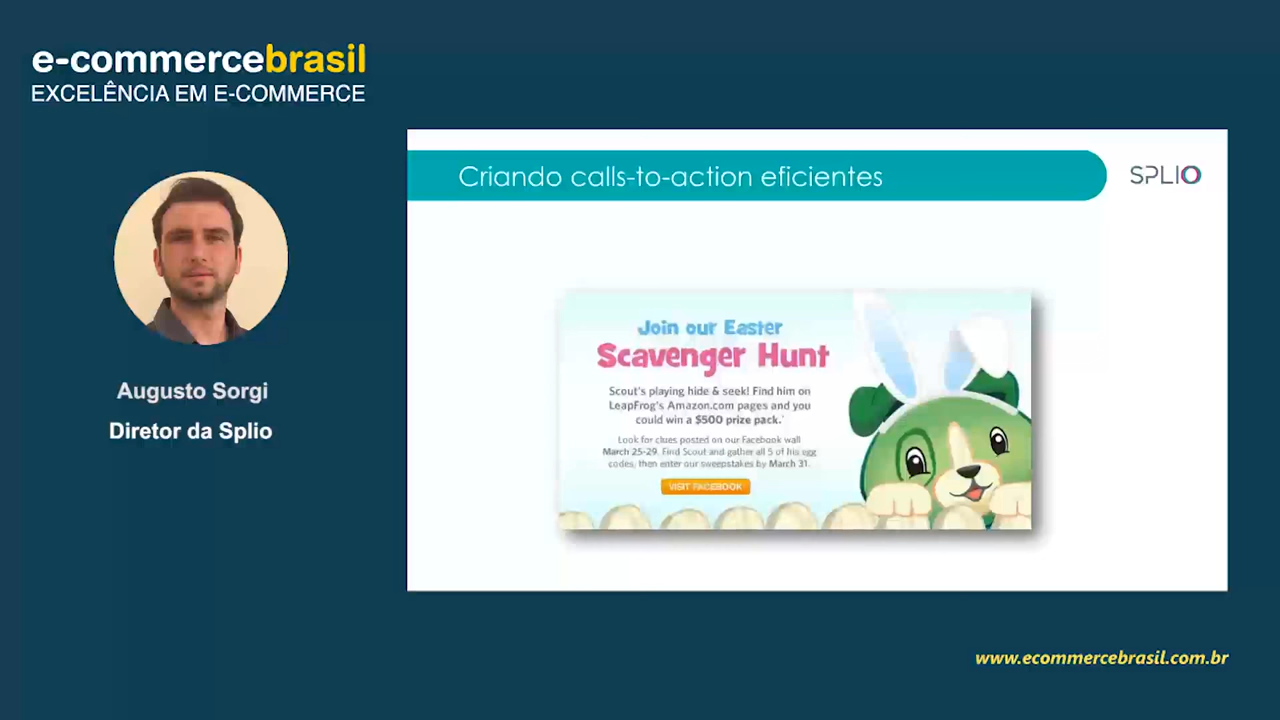 e-commercebrasil
EXCELÊNCIA EM E-COMMERCE
Criando calls-to-action eficientes
SPLIO
Join our Easter
Scavenger Hunt
Scout's playing hide & seek! Find him on
LeapFrog's Amazon.com pages and you
could win a $500 prize pack.*
Look for clues posted on our Facebook wall
March 25-29. Find Scout and gather all 5 of his egg
codes, then enter our sweepstakes by March 31.
VISIT FACEBOOK
Augusto Sorgi
Diretor da Splio
www.ecommercebrasil.com.br